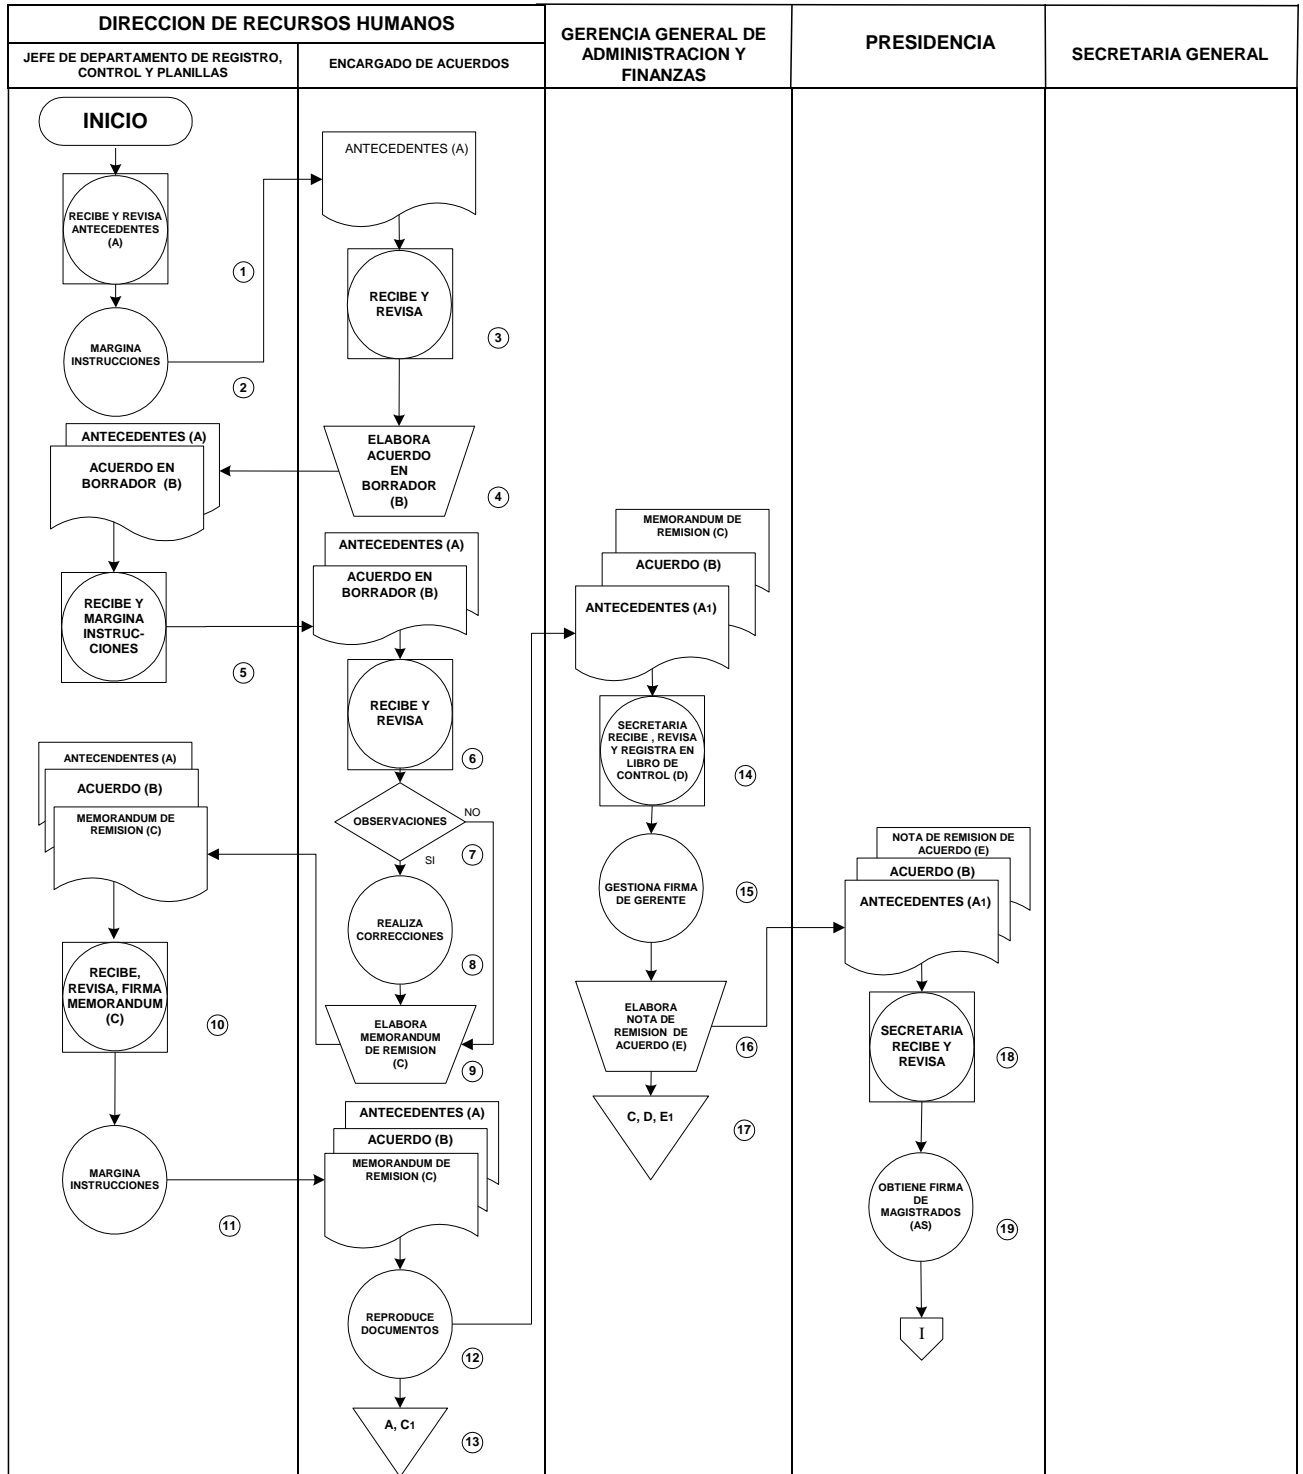 DIRECCION DE RECURSOS HUMANOS
JEFE DE DEPARTAMENTO DE REGISTRO,
CONTROL Y PLANILLAS
ENCARGADO DE ACUERDOS
GERENCIA GENERAL DE
ADMINISTRACION Y
FINANZAS
PRESIDENCIA
SECRETARIA GENERAL
INICIO
RECIBE Y REVISA
ANTECEDENTES
(A)
1
MARGINA
INSTRUCCIONES
2
ANTECEDENTES (A)
RECIBE Y
REVISA
3
ELABORA
ACUERDO
EN
BORRADOR
(B)
4
ANTECEDENTES (A)
ACUERDO EN
BORRADOR (B)
RECIBE Y
MARGINA
INSTRUC-
CIONES
5
ANTECEDENTES (A)
ACUERDO EN
BORRADOR (B)
RECIBE Y
REVISA
6
OBSERVACIONES
NO
7
SI
REALIZA
CORRECCIONES
8
ELABORA
MEMORANDUM
DE REMISION
(C)
9
ANTECENDENTES (A)
ACUERDO (B)
MEMORANDUM DE
REMISION (C)
RECIBE,
REVISA, FIRMA
MEMORANDUM
(C)
10
MARGINA
INSTRUCCIONES
11
ANTECEDENTES (A)
ACUERDO (B)
MEMORANDUM DE
REMISION (C)
REPRODUCE
DOCUMENTOS
12
A, C1
13
MEMORANDUM DE
REMISION (C)
ACUERDO (B)
ANTECEDENTES (A1)
SECRETARIA
RECIBE , REVISA
Y REGISTRA EN
LIBRO DE
CONTROL (D)
14
GESTIONA FIRMA
DE GERENTE
15
ELABORA
NOTA DE
REMISION DE
ACUERDO (E)
16
C, D, E1
17
NOTA DE REMISION DE
ACUERDO (E)
ACUERDO (B)
ANTECEDENTES (A1)
SECRETARIA
RECIBE Y
REVISA
18
OBTIENE FIRMA
DE
MAGISTRADOS
(AS)
19
I